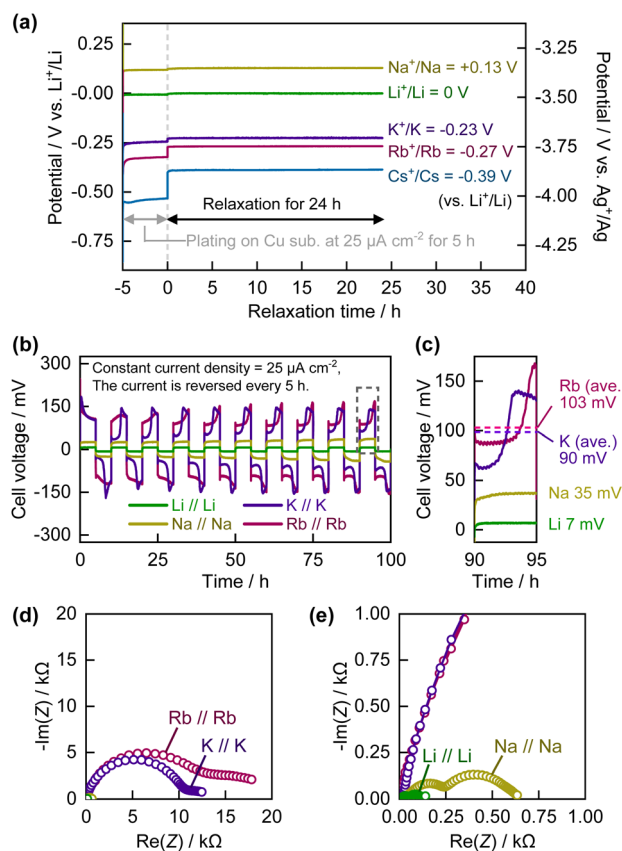 (a)
0.25
-0.00
-0.25
-0.50
-0.75
Potential / V vs. Li⁺/Li
Na⁺/Na = +0.13 V
Li⁺/Li = 0 V
K⁺/K = -0.23 V
Rb⁺/Rb = -0.27 V
Cs⁺/Cs = -0.39 V
(vs. Li⁺/Li)
Relaxation for 24 h
Plating on Cu sub. at 25 µA cm⁻² for 5 h
-3.25
-3.50
-3.75
-4.00
-4.25
Potential / V vs. Ag⁺/Ag
-5 0 5 10 15 20 25 30 35 40
Relaxation time / h
(b)
300
150
0
-150
-300
Cell voltage / mV
Constant current density = 25 µA cm⁻²,
The current is reversed every 5 h.
Li // Li K // K
Na // Na Rb // Rb
0 25 50 75 100
Time / h
(c)
150
100
50
0
Cell voltage / mV
Rb (ave.
103 mV
K (ave.)
90 mV
Na 35 mV
Li 7 mV
90 95
Time / h
(d)
20
15
10
5
0
-Im(Z) / kΩ
Rb // Rb
K // K
0 5 10 15 20
Re(Z) / kΩ
(e)
1.00
0.75
0.50
0.25
0.00
-Im(Z) / kΩ
Li // Li
Na // Na
0.00 0.25 0.50 0.75 1.00
Re(Z) / kΩ